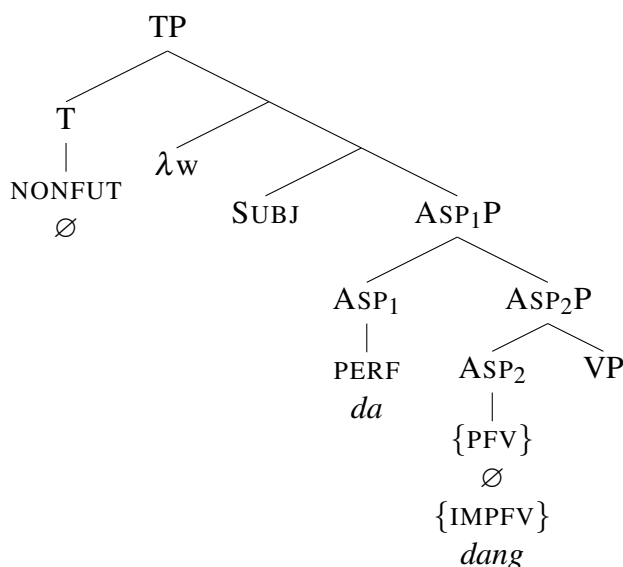 TP
T
NONFUT
∅
λw
SUBJ
ASP₁P
ASP₁
ASP₂P
PERF
da
ASP₂
VP
{PFV}
∅
{IMPFV}
dang